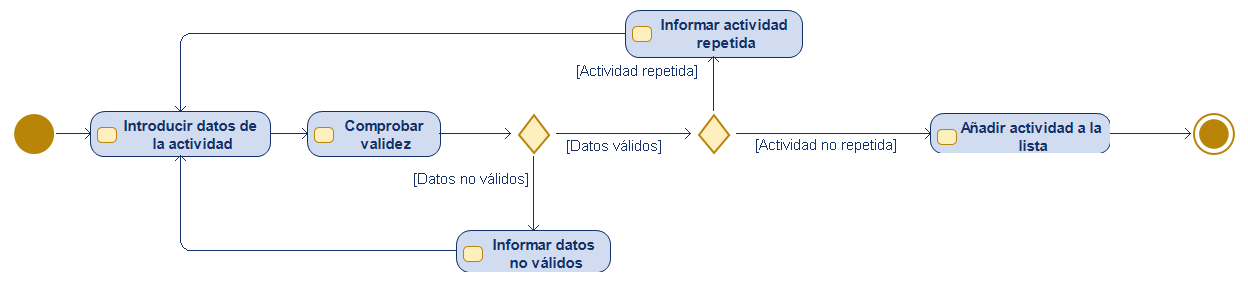 Informar actividad
repetida
[Actividad repetida]
Introducir datos de
la actividad
Comprobar
validez
[Datos válidos]
[Actividad no repetida]
Añadir actividad a la
lista
[Datos no válidos]
Informar datos
no válidos